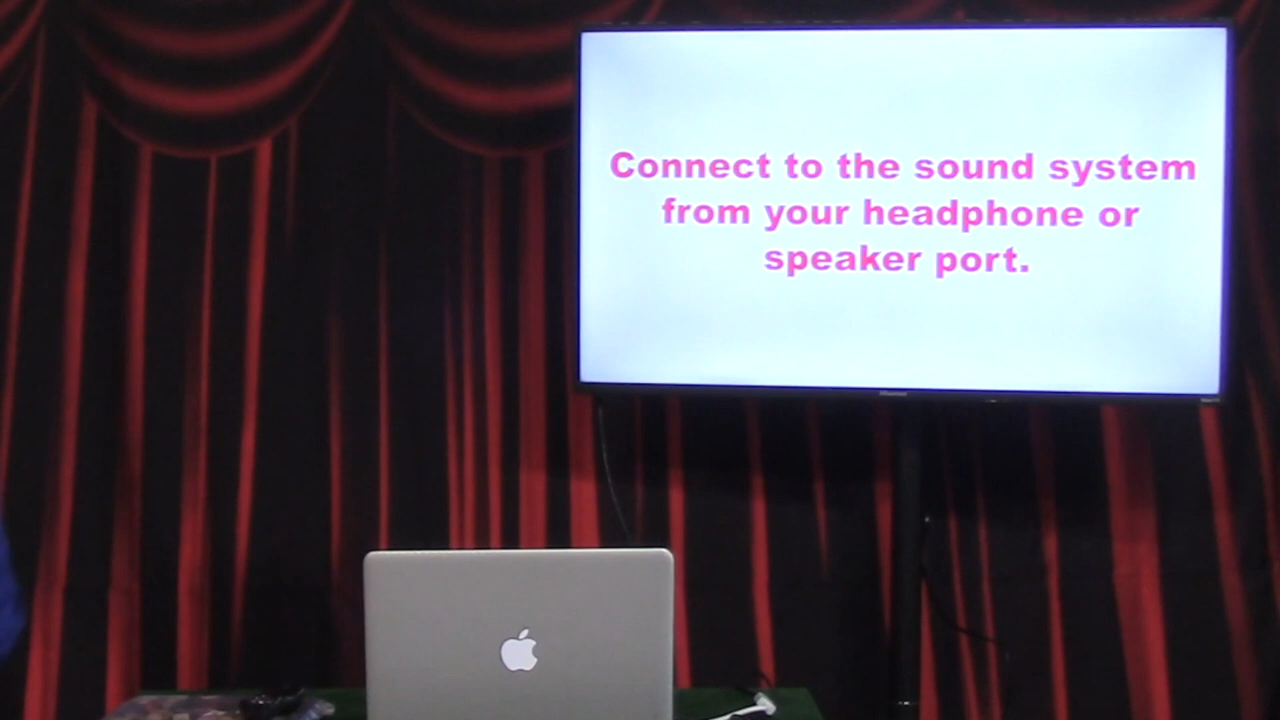 Connect to the sound system
from your headphone or
speaker port.